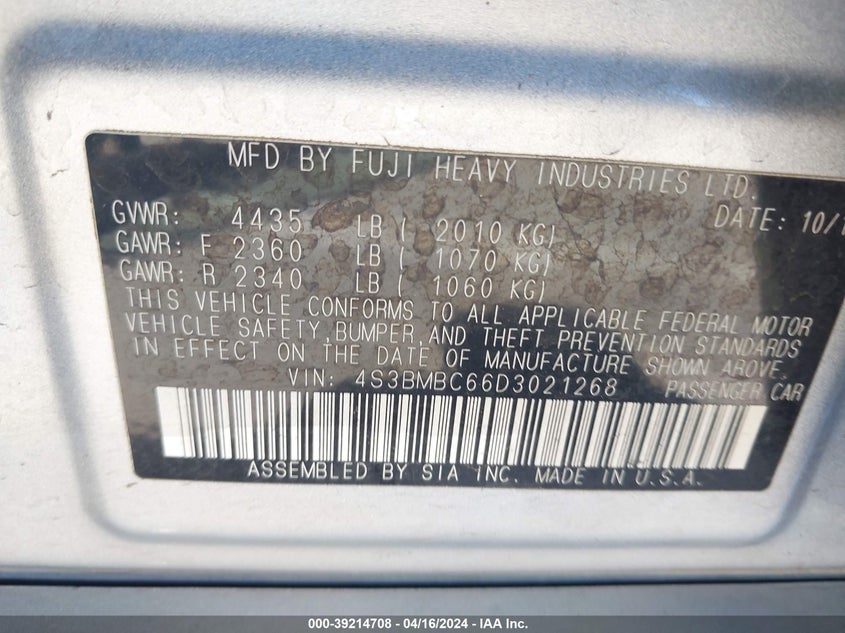 MFD BY FUJI HEAVY INDUSTRIES LTD.
GVWR: 4435 LB ( 2010 KG) DATE: 10/1
GAWR: F 2360 LB ( 1070 KG)
GAWR: R 2340 LB ( 1060 KG)
THIS VEHICLE CONFORMS TO ALL APPLICABLE FEDERAL MOTOR
VEHICLE SAFETY, BUMPER, AND THEFT PREVENTION STANDARDS
IN EFFECT ON THE DATE OF MANUFACTURE SHOWN ABOVE.
VIN: 4S3BMBC66D3021268 PASSENGER CAR
ASSEMBLED BY SIA INC. MADE IN U.S.A.
000-39214708 - 04/16/2024 - IAA Inc.